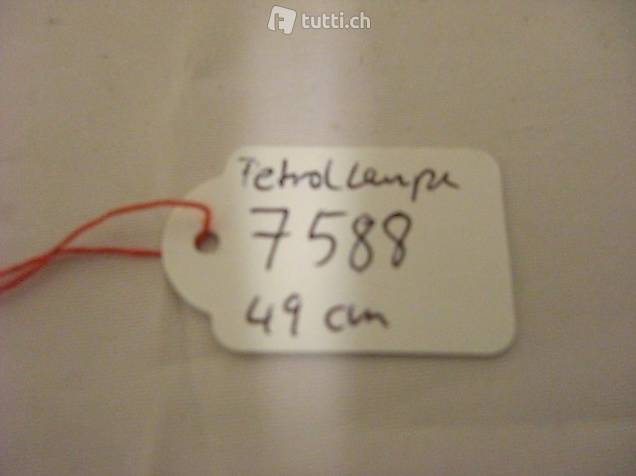 tutti.ch
Petrollampe
7588
49 cm